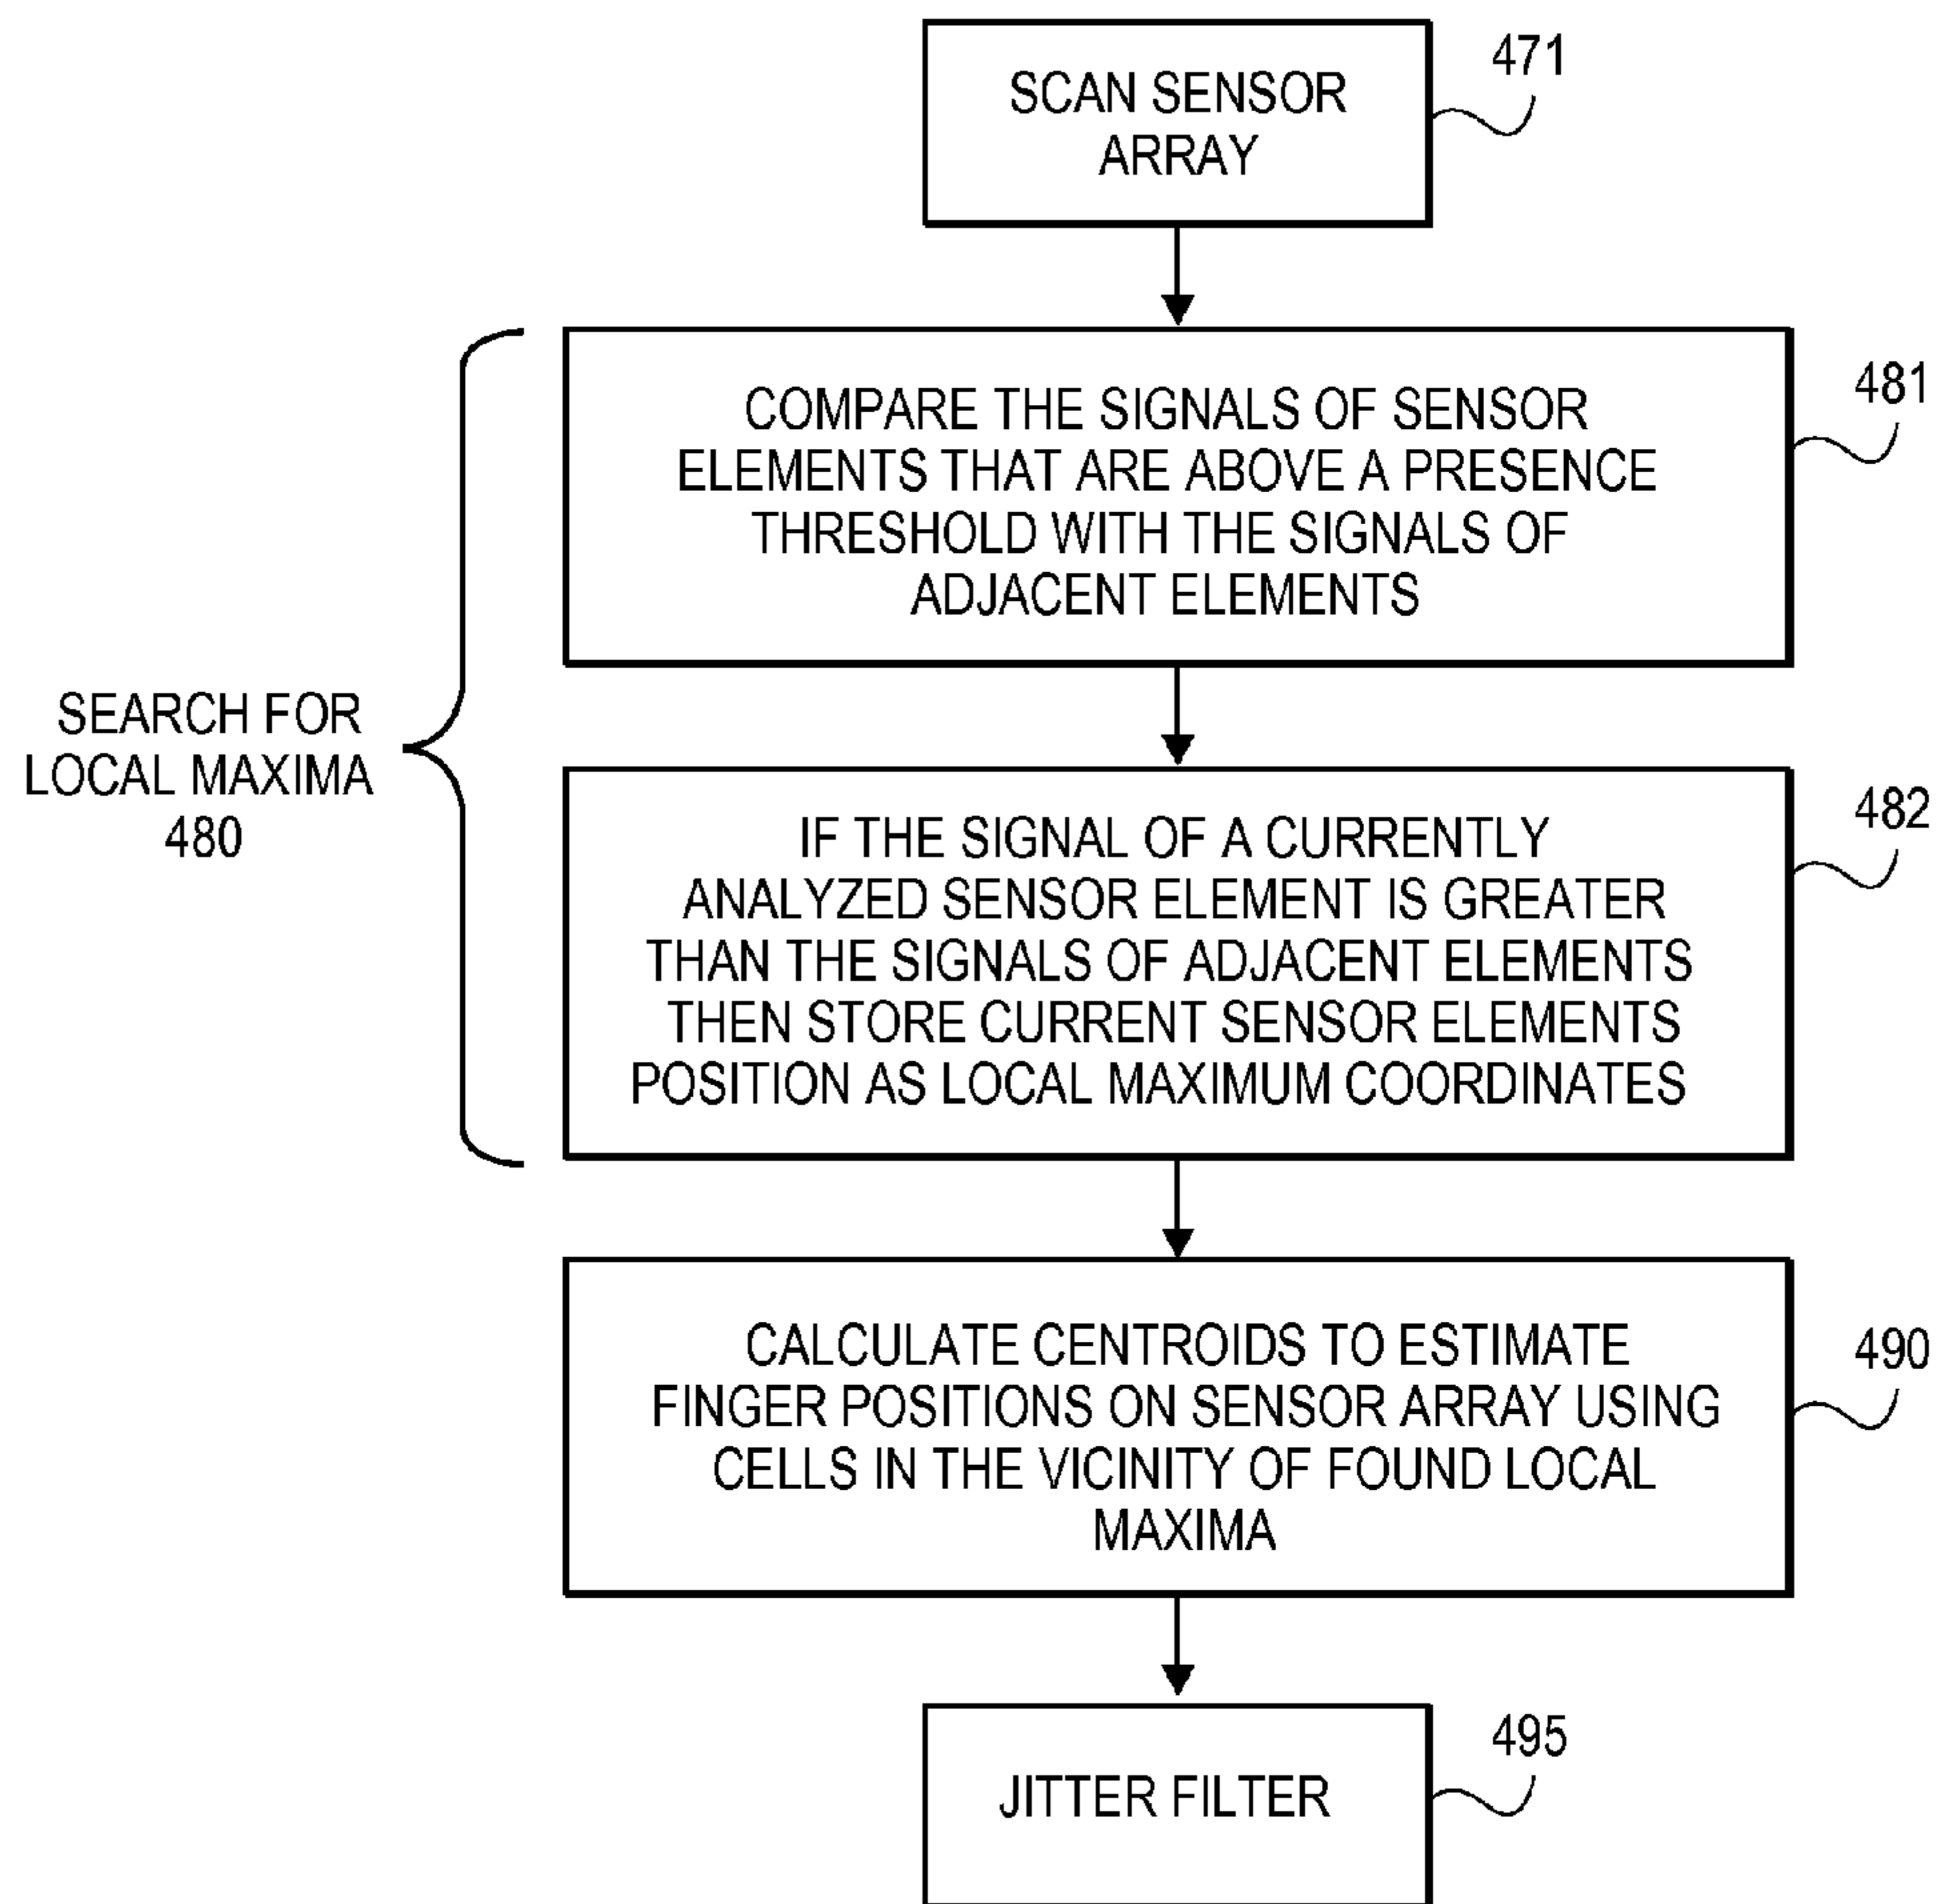 SCAN SENSOR
ARRAY
471
COMPARE THE SIGNALS OF SENSOR
ELEMENTS THAT ARE ABOVE A PRESENCE
THRESHOLD WITH THE SIGNALS OF
ADJACENT ELEMENTS
481
SEARCH FOR
LOCAL MAXIMA
480
IF THE SIGNAL OF A CURRENTLY
ANALYZED SENSOR ELEMENT IS GREATER
THAN THE SIGNALS OF ADJACENT ELEMENTS
THEN STORE CURRENT SENSOR ELEMENTS
POSITION AS LOCAL MAXIMUM COORDINATES
482
CALCULATE CENTROIDS TO ESTIMATE
FINGER POSITIONS ON SENSOR ARRAY USING
CELLS IN THE VICINITY OF FOUND LOCAL
MAXIMA
490
JITTER FILTER
495